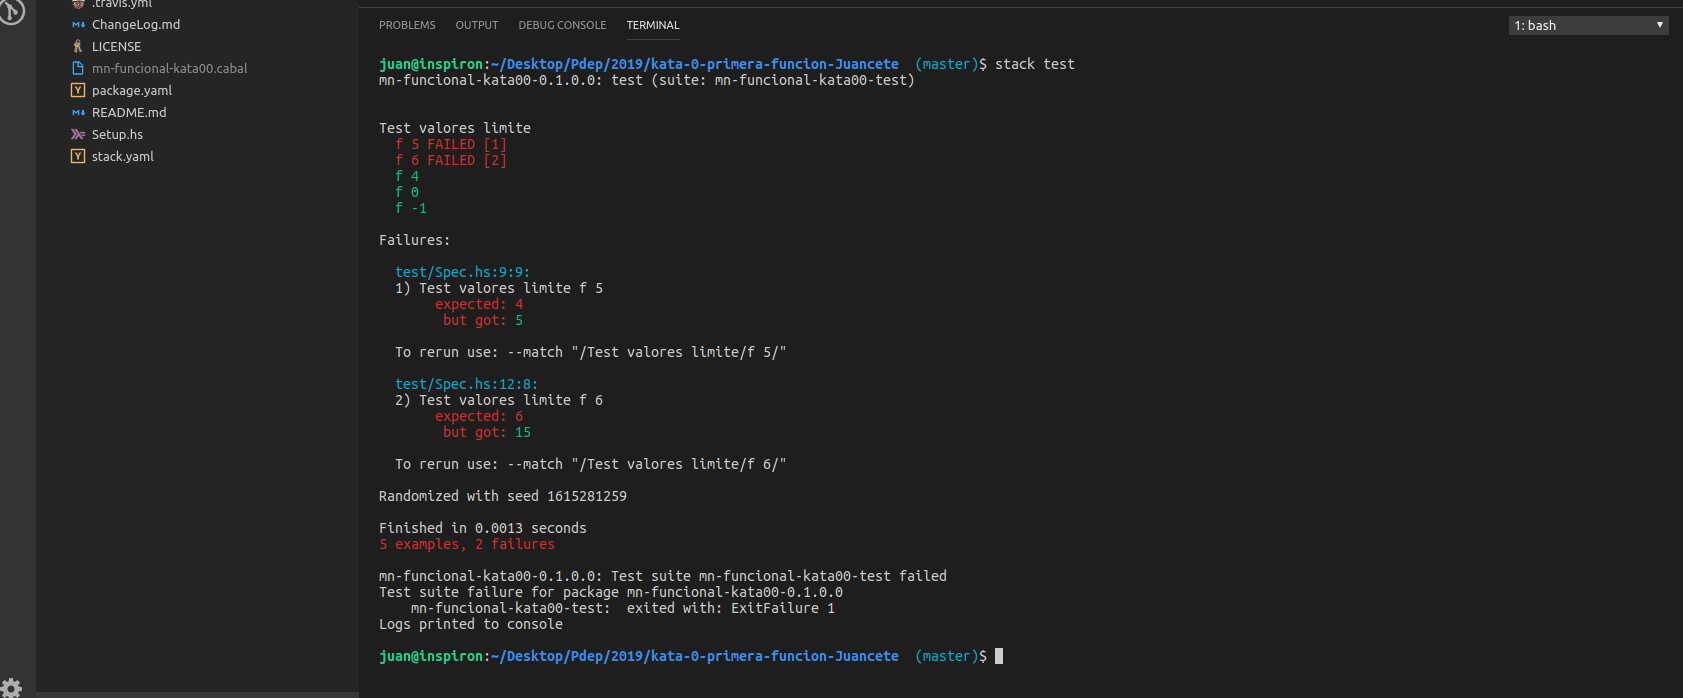 .travis.yml
ChangeLog.md
LICENSE
mn-funcional-kata00.cabal
package.yaml
README.md
Setup.hs
stack.yaml
PROBLEMS OUTPUT DEBUG CONSOLE TERMINAL 1: bash
juan@inspiron:~/Desktop/Pdep/2019/kata-0-primera-funcion-Juancete (master)$ stack test
mn-funcional-kata00-0.1.0.0: test (suite: mn-funcional-kata00-test)
Test valores limite
f 5 FAILED [1]
f 6 FAILED [2]
f 4
f 0
f -1
Failures:
test/Spec.hs:9:9:
1) Test valores limite f 5
expected: 4
but got: 5
To rerun use: --match "/Test valores limite/f 5/"
test/Spec.hs:12:8:
2) Test valores limite f 6
expected: 6
but got: 15
To rerun use: --match "/Test valores limite/f 6/"
Randomized with seed 1615281259
Finished in 0.0013 seconds
5 examples, 2 failures
mn-funcional-kata00-0.1.0.0: Test suite mn-funcional-kata00-test failed
Test suite failure for package mn-funcional-kata00-0.1.0.0
mn-funcional-kata00-test:  exited with: ExitFailure 1
Logs printed to console
juan@inspiron:~/Desktop/Pdep/2019/kata-0-primera-funcion-Juancete (master)$